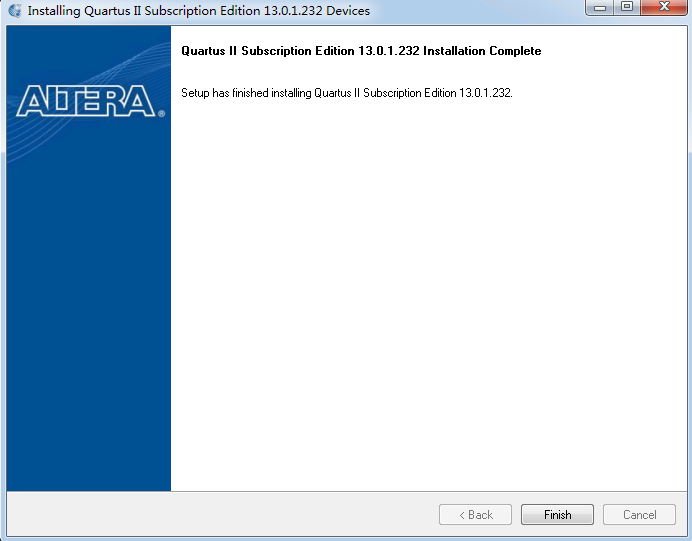 Installing Quartus II Subscription Edition 13.0.1.232 Devices
Quartus II Subscription Edition 13.0.1.232 Installation Complete
ALTERA®
Setup has finished installing Quartus II Subscription Edition 13.0.1.232.
< Back
Finish
Cancel